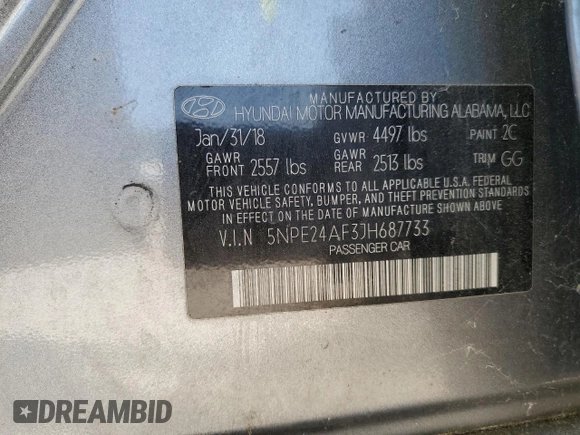 MANUFACTURED BY
HYUNDAI MOTOR MANUFACTURING ALABAMA, LLC
Jan/31/18 GVWR 4497 lbs PAINT 2C
GAWR FRONT 2557 lbs GAWR REAR 2513 lbs TRIM GG
THIS VEHICLE CONFORMS TO ALL APPLICABLE U.S.A. FEDERAL
MOTOR VEHICLE SAFETY, BUMPER, AND THEFT PREVENTION STANDARDS
IN EFFECT ON THE DATE OF MANUFACTURE SHOWN ABOVE.
V.I.N 5NPE24AF3JH687733
PASSENGER CAR
DREAMBID